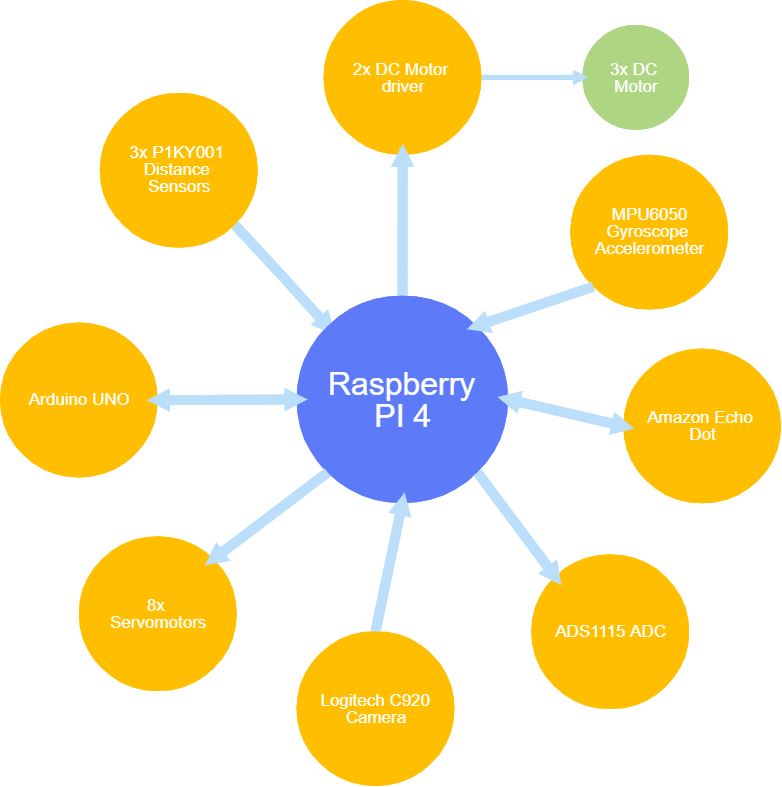 2x DC Motor
driver
3x DC
Motor
3x P1KY001
Distance
Sensors
MPU6050
Gyroscope
Accelerometer
Raspberry
PI 4
Arduino UNO
Amazon Echo
Dot
8x
Servomotors
ADS1115 ADC
Logitech C920
Camera